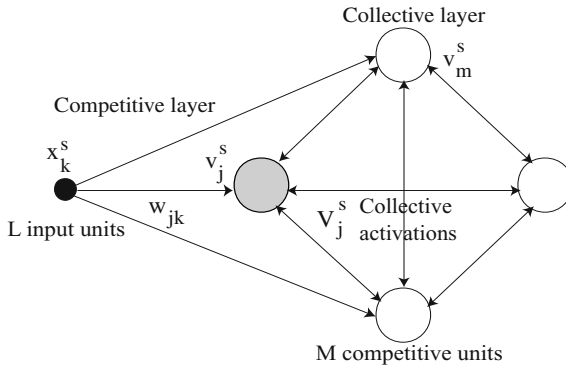 Collective layer
v_m^s
Competitive layer
x_k^s
v_j^s
w_jk
L input units
V_j^s
Collective
activations
M competitive units